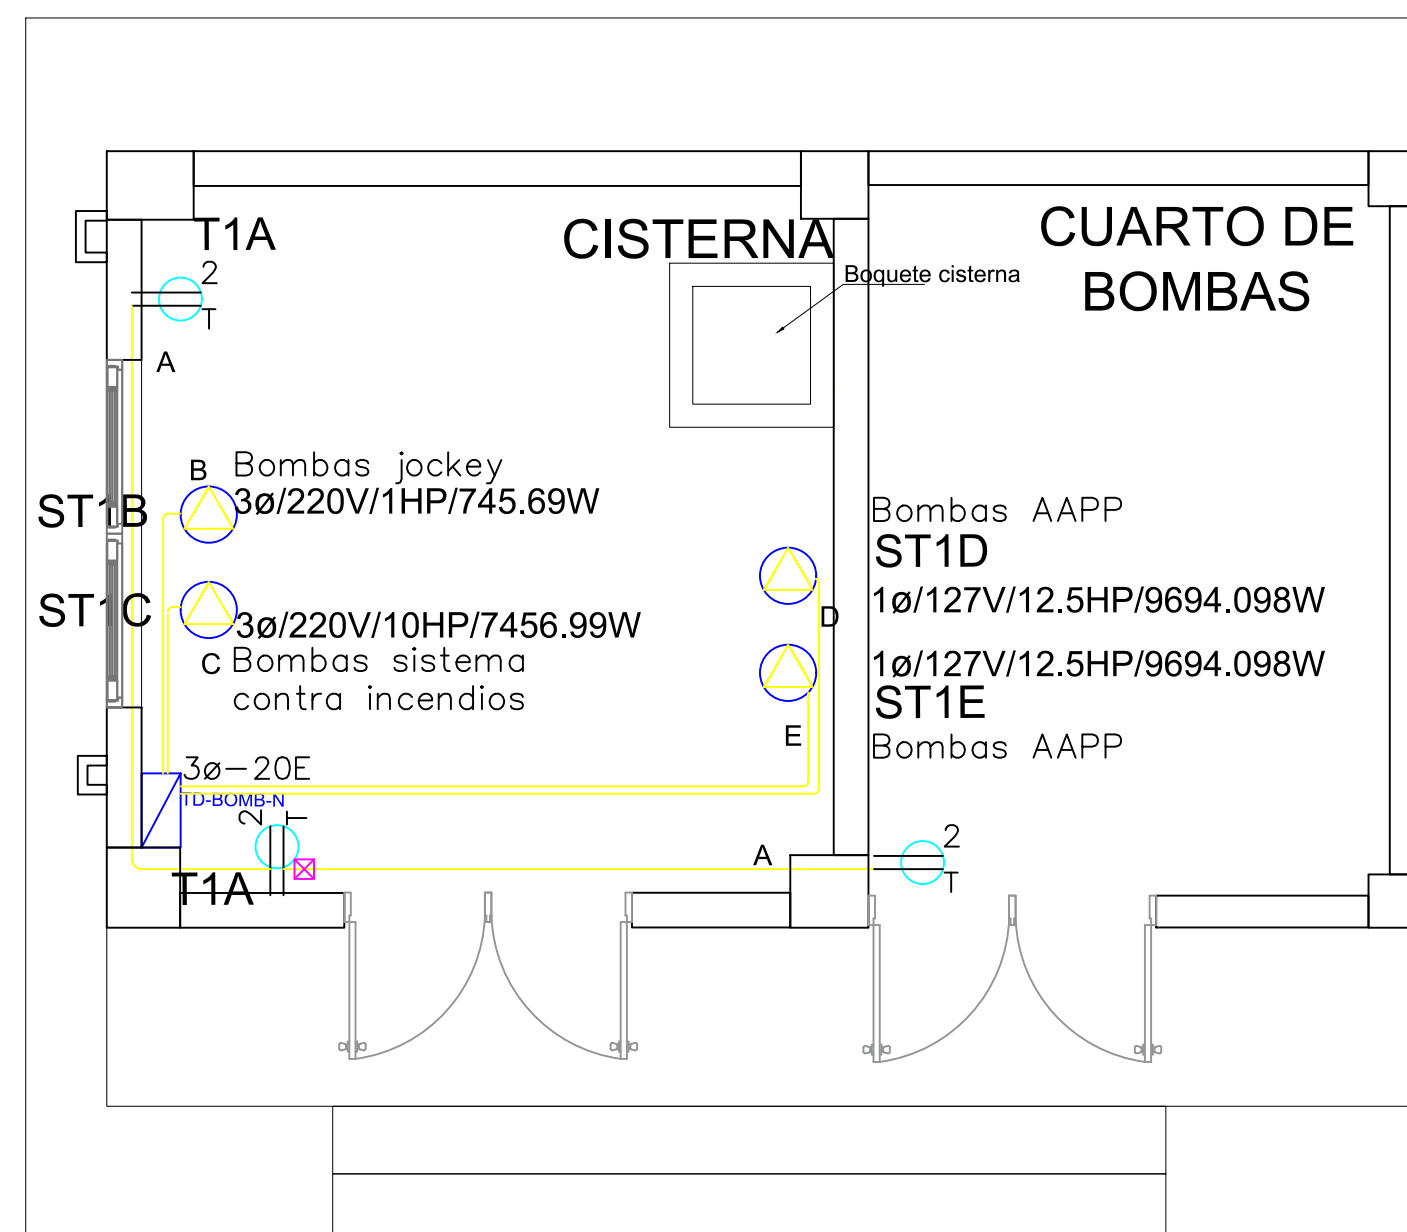 T1A
2
T
A
CISTERNA
Boquete cisterna
CUARTO DE
BOMBAS
B
Bombas jockey
3ø/220V/1HP/745.69W
ST1B
ST1C
3ø/220V/10HP/7456.99W
C
Bombas sistema
contra incendios
Bombas AAPP
ST1D
1ø/127V/12.5HP/9694.098W
D
1ø/127V/12.5HP/9694.098W
ST1E
E
Bombas AAPP
3ø-20E
TD-BOMB-N
2
T
T1A
A
2
T